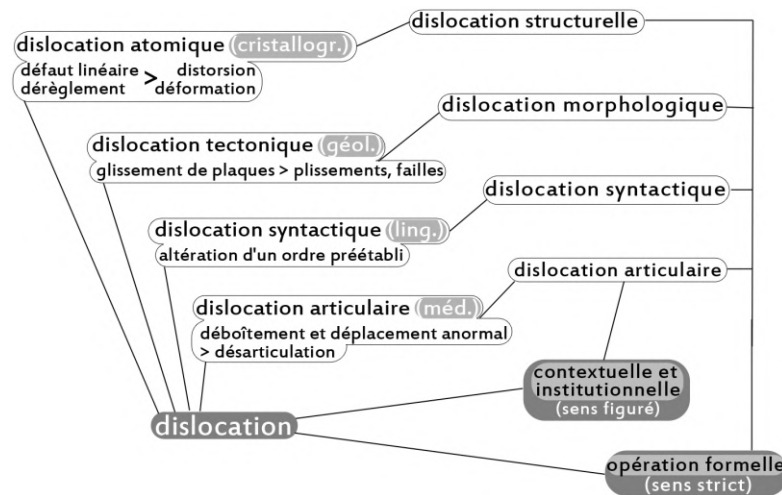 dislocation structurelle
dislocation atomique (cristallogr.)
défaut linéaire > distorsion
dérèglement déformation
dislocation morphologique
dislocation tectonique (géol.)
glissement de plaques > plissements, failles
dislocation syntactique
dislocation syntactique (ling.)
altération d'un ordre préétabli
dislocation articulaire
dislocation articulaire (méd.)
déboîtement et déplacement anormal
> désarticulation
contextuelle et
institutionnelle
(sens figuré)
dislocation
opération formelle
(sens strict)